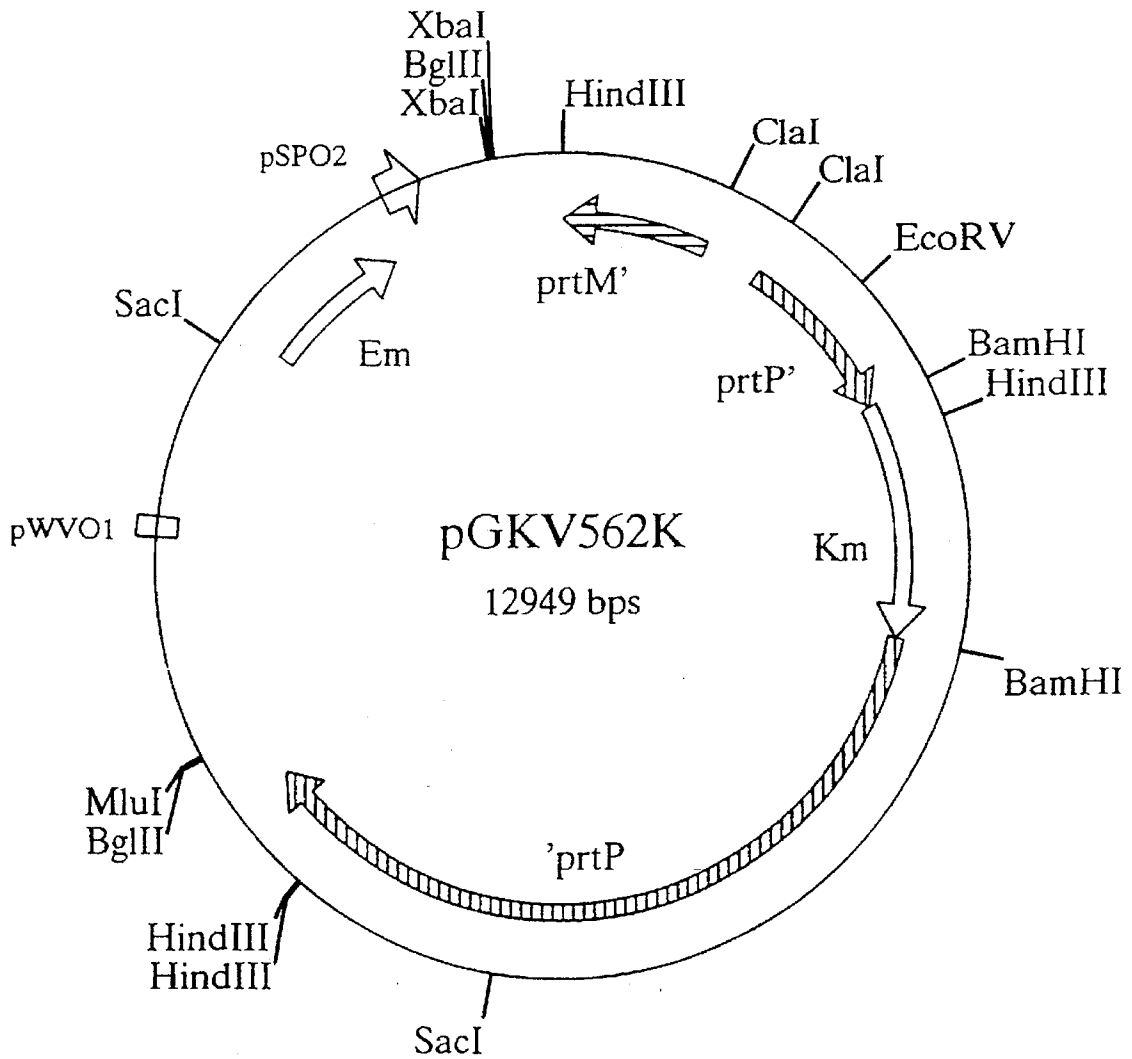 XbaI
BglII
XbaI
HindIII
ClaI
ClaI
pSPO2
EcoRV
prtM'
SacI
Em
BamHI
HindIII
prtP'
pWVO1
pGKV562K
Km
12949 bps
BamHI
MluI
BglII
'prtP
HindIII
HindIII
SacI